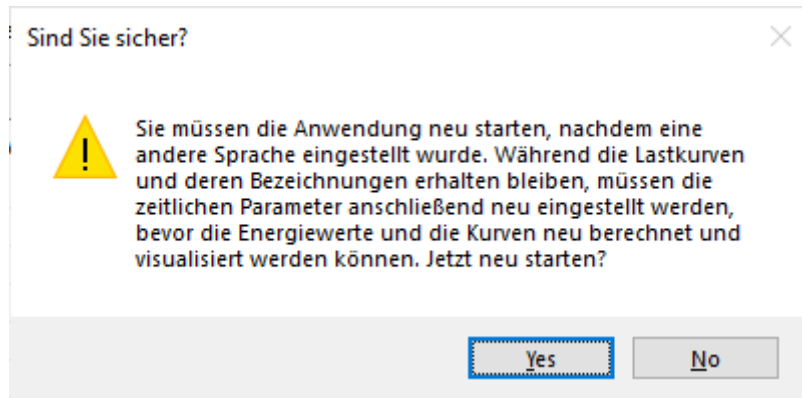 Sind Sie sicher?
Sie müssen die Anwendung neu starten, nachdem eine
andere Sprache eingestellt wurde. Während die Lastkurven
und deren Bezeichnungen erhalten bleiben, müssen die
zeitlichen Parameter anschließend neu eingestellt werden,
bevor die Energiewerte und die Kurven neu berechnet und
visualisiert werden können. Jetzt neu starten?
Yes
No